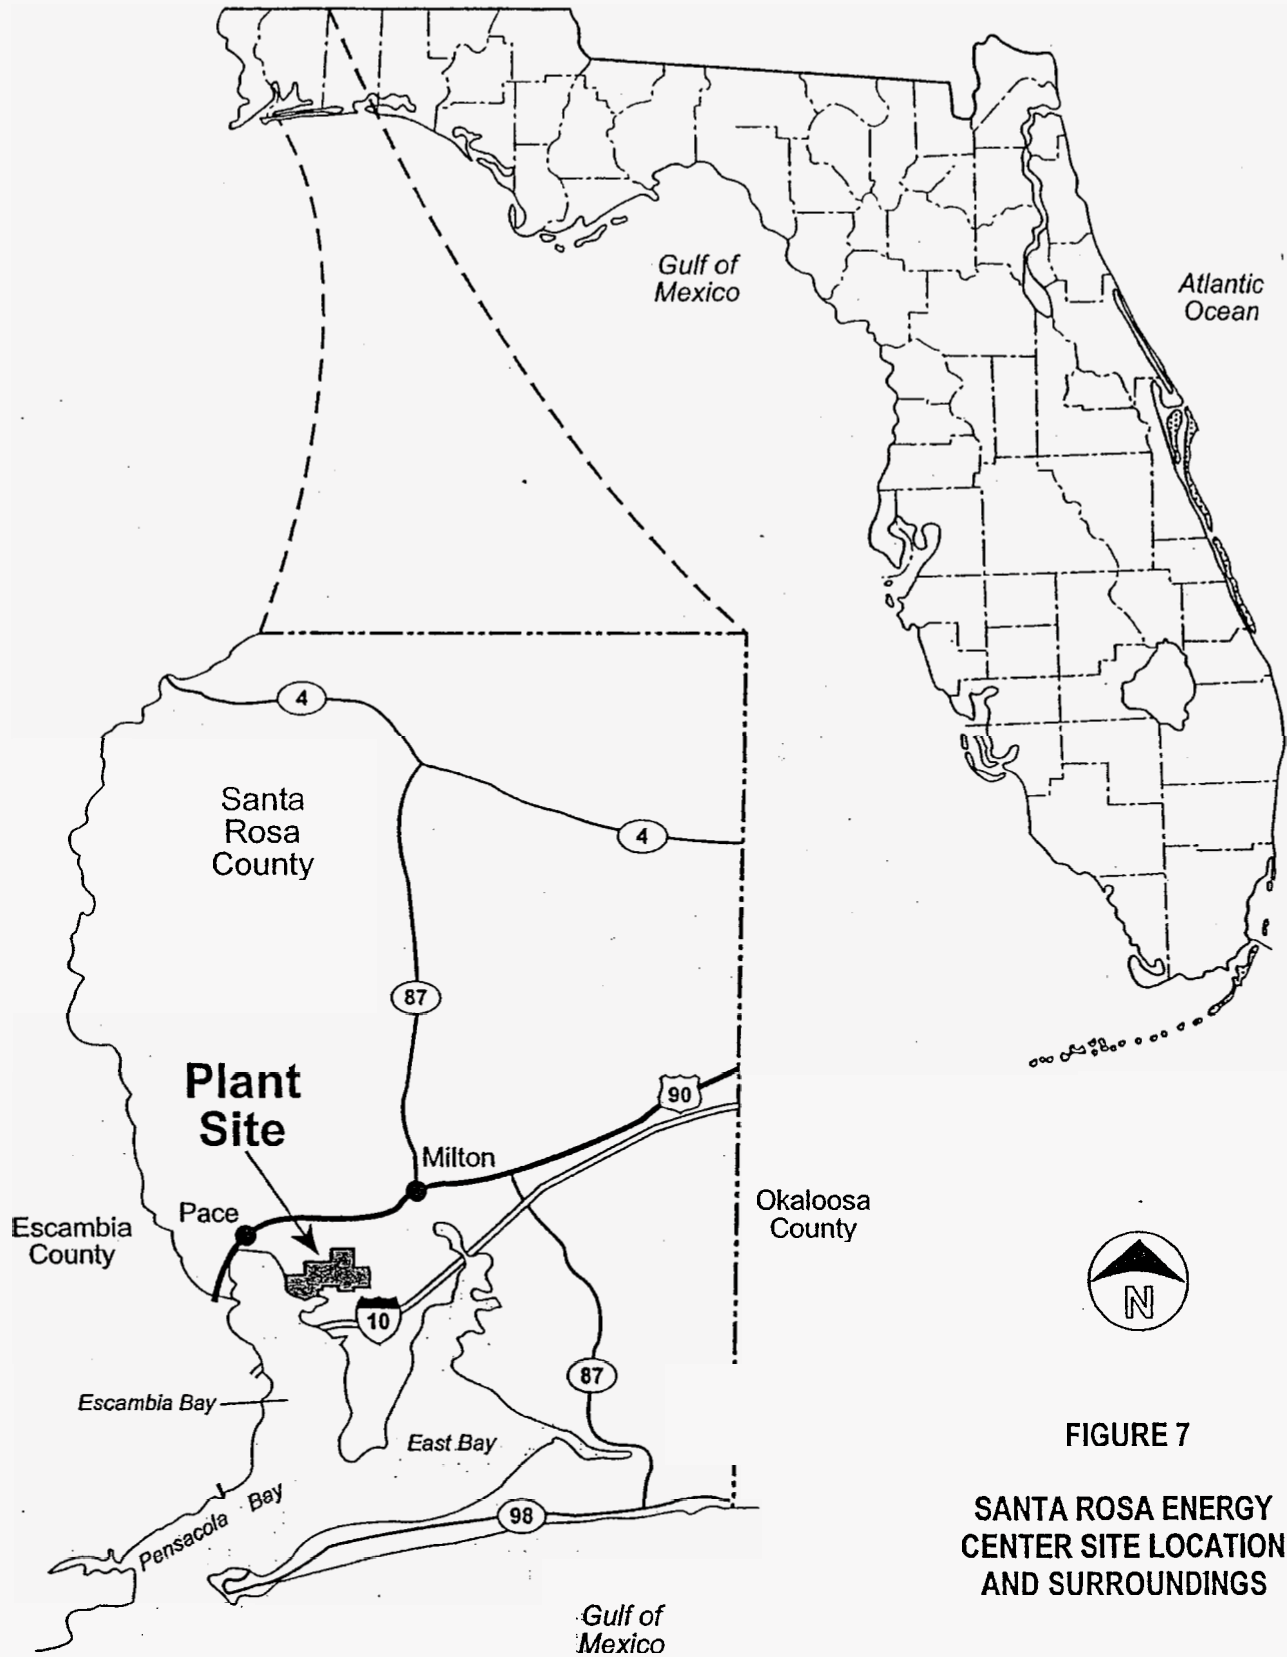 Gulf of
Mexico
Atlantic
Ocean
4
Santa
Rosa
County
4
87
Plant
Site
90
Milton
Pace
Okaloosa
County
Escambia
County
10
N
87
Escambia Bay
East Bay
Pensacola Bay
98
Gulf of
Mexico
FIGURE 7
SANTA ROSA ENERGY
CENTER SITE LOCATION
AND SURROUNDINGS